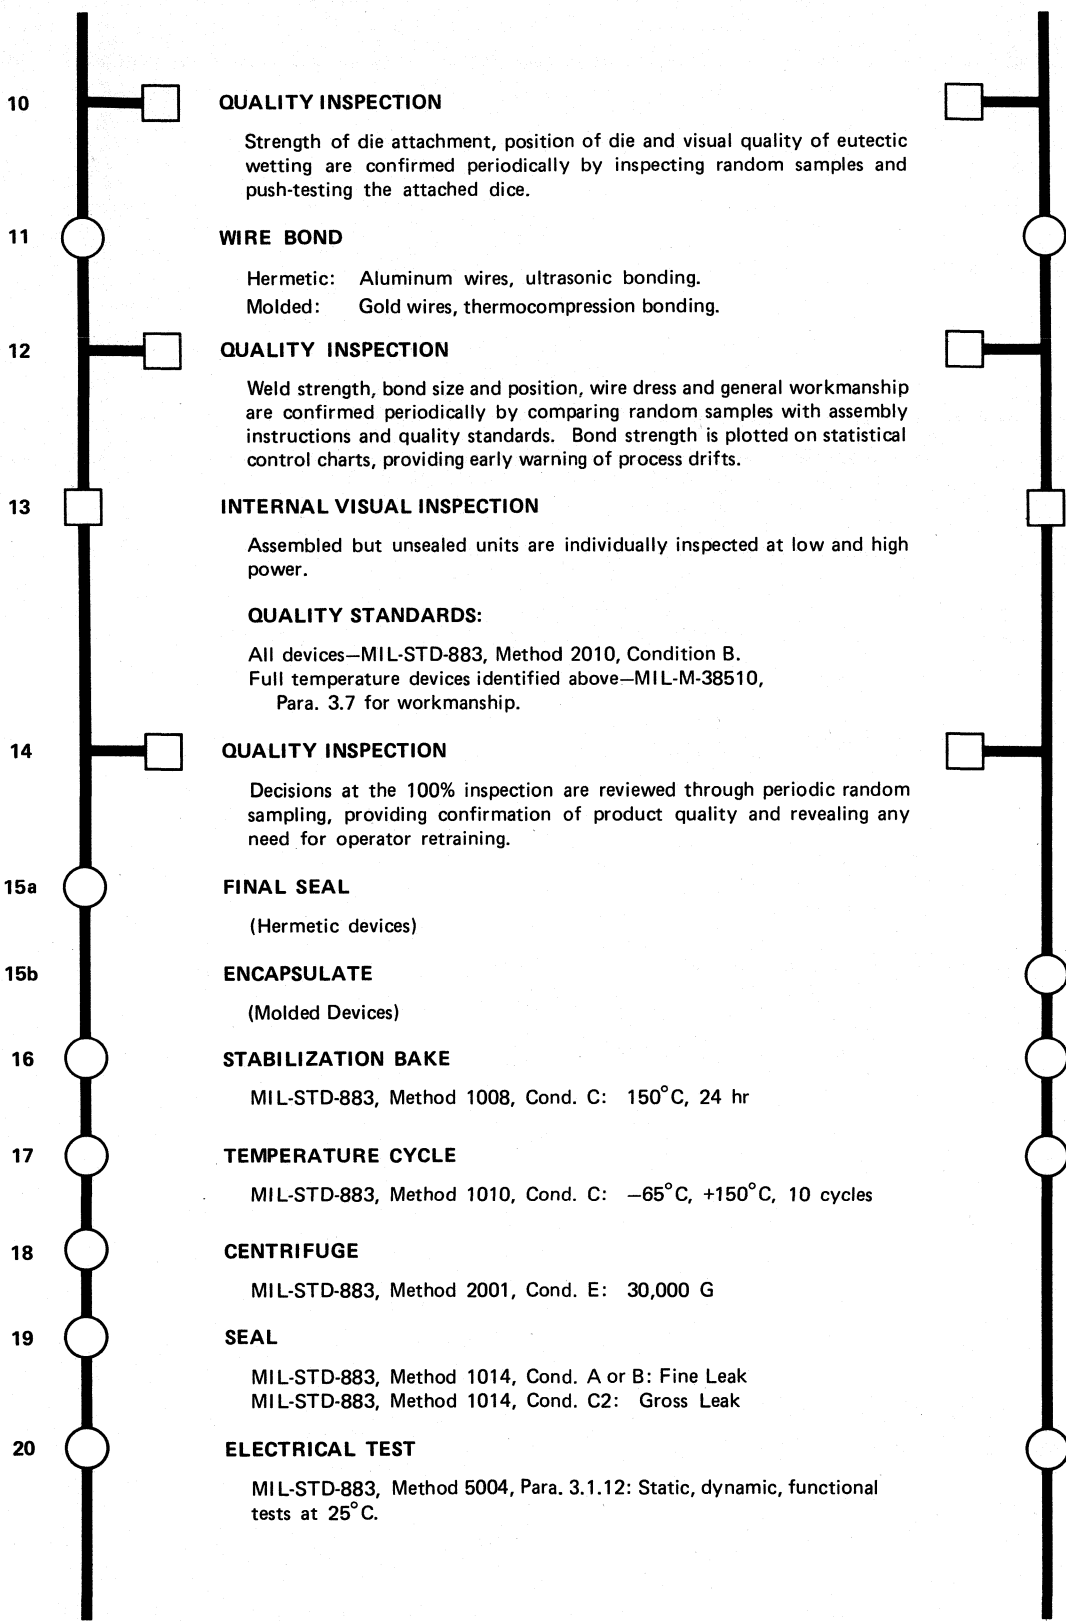 10 QUALITY INSPECTION
Strength of die attachment, position of die and visual quality of eutectic
wetting are confirmed periodically by inspecting random samples and
push-testing the attached dice.
11 WIRE BOND
Hermetic: Aluminum wires, ultrasonic bonding.
Molded: Gold wires, thermocompression bonding.
12 QUALITY INSPECTION
Weld strength, bond size and position, wire dress and general workmanship
are confirmed periodically by comparing random samples with assembly
instructions and quality standards. Bond strength is plotted on statistical
control charts, providing early warning of process drifts.
13 INTERNAL VISUAL INSPECTION
Assembled but unsealed units are individually inspected at low and high
power.
QUALITY STANDARDS:
All devices—MIL-STD-883, Method 2010, Condition B.
Full temperature devices identified above—MIL-M-38510,
Para. 3.7 for workmanship.
14 QUALITY INSPECTION
Decisions at the 100% inspection are reviewed through periodic random
sampling, providing confirmation of product quality and revealing any
need for operator retraining.
15a FINAL SEAL
(Hermetic devices)
15b ENCAPSULATE
(Molded Devices)
16 STABILIZATION BAKE
MIL-STD-883, Method 1008, Cond. C: 150°C, 24 hr
17 TEMPERATURE CYCLE
MIL-STD-883, Method 1010, Cond. C: —65°C, +150°C, 10 cycles
18 CENTRIFUGE
MIL-STD-883, Method 2001, Cond. E: 30,000 G
19 SEAL
MIL-STD-883, Method 1014, Cond. A or B: Fine Leak
MIL-STD-883, Method 1014, Cond. C2: Gross Leak
20 ELECTRICAL TEST
MIL-STD-883, Method 5004, Para. 3.1.12: Static, dynamic, functional
tests at 25°C.